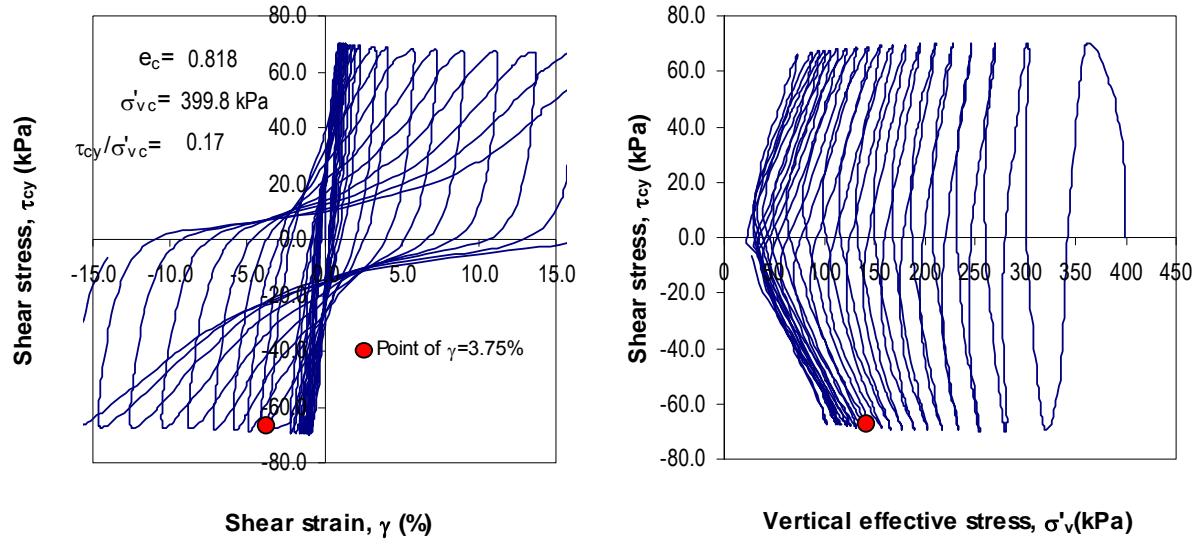 80.0
60.0
40.0
20.0
0.0
-20.0
-40.0
-60.0
-80.0
-15.0 -10.0 -5.0 0.0 5.0 10.0 15.0
e_c= 0.818
σ'_vc= 399.8 kPa
τ_cy/σ'_vc= 0.17
Point of γ=3.75%
Shear stress, τ_cy (kPa)
Shear strain, γ (%)
80.0
60.0
40.0
20.0
0.0
-20.0
-40.0
-60.0
-80.0
0 50 100 150 200 250 300 350 400 450
Shear stress, τ_cy (kPa)
Vertical effective stress, σ'_v(kPa)